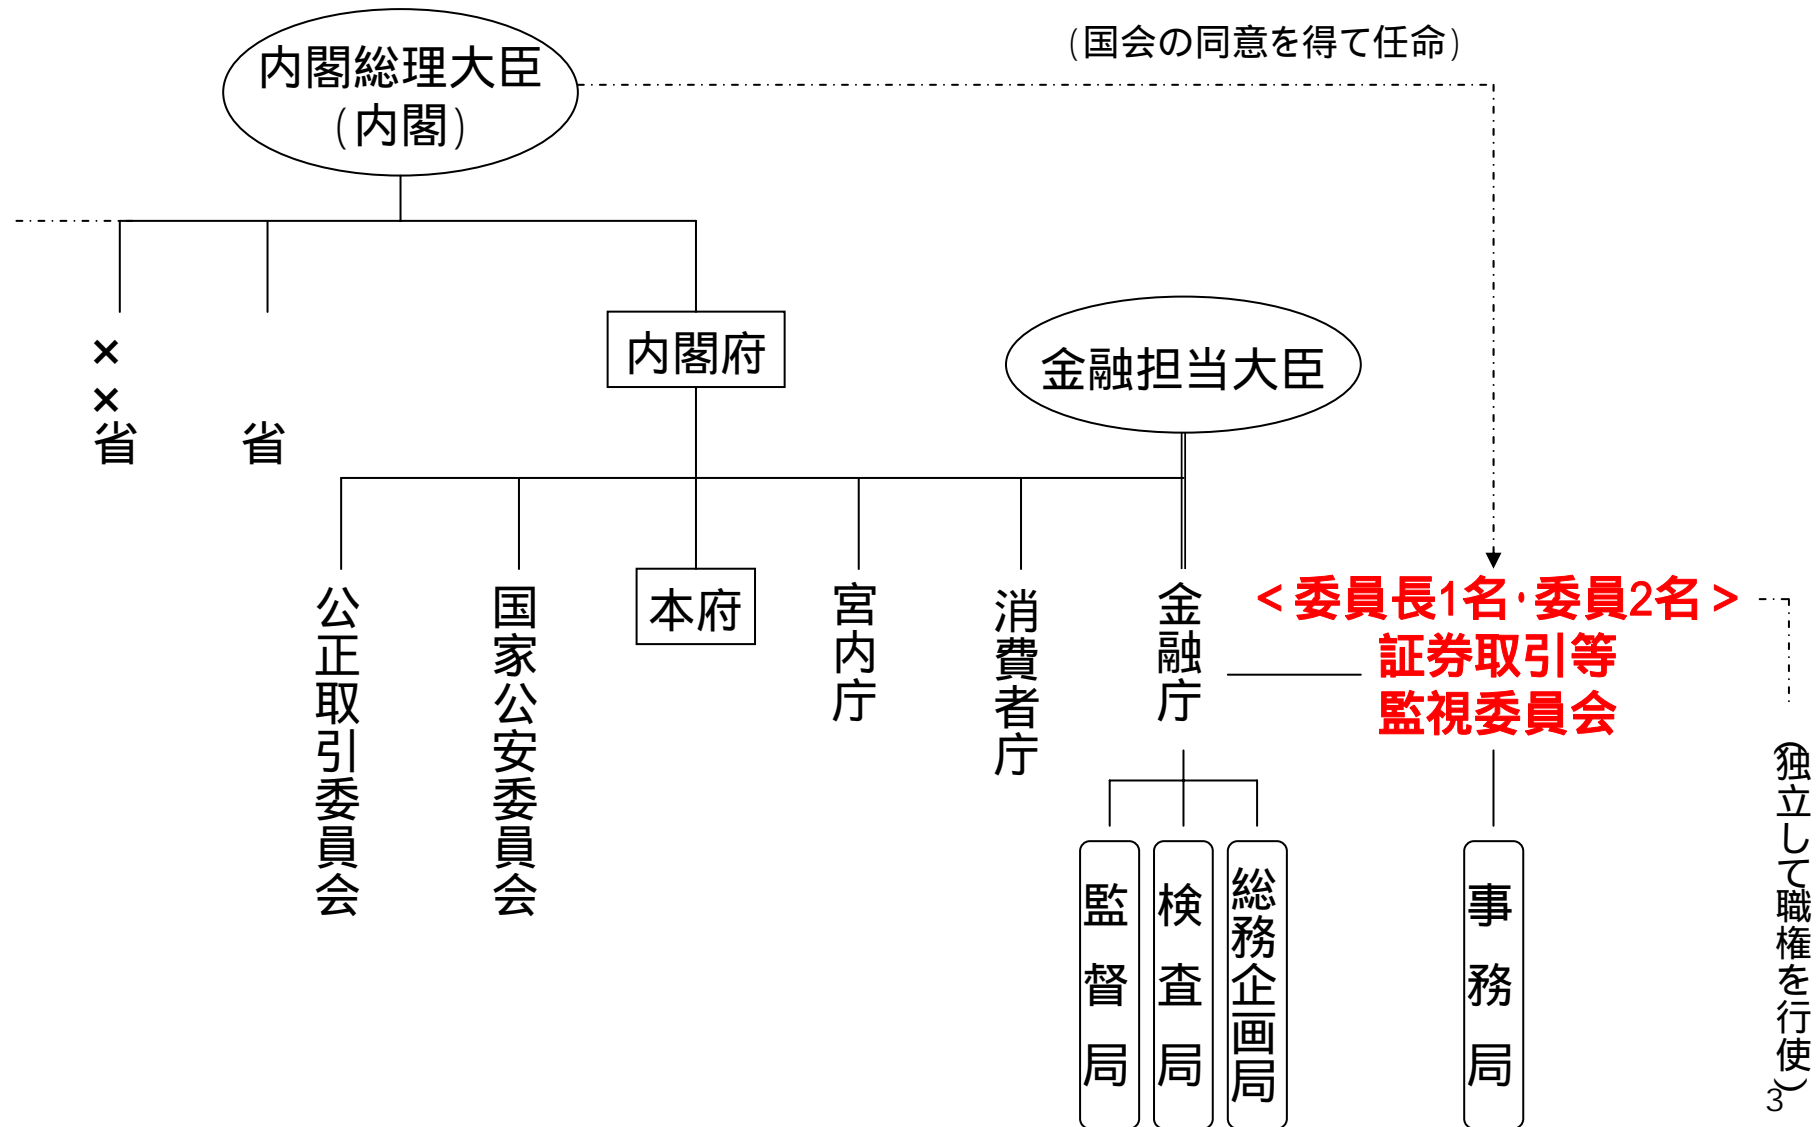 (国会の同意を得て任命)
内閣総理大臣
(内閣)
××省
省
内閣府
金融担当大臣
公正取引委員会
国家公安委員会
本府
宮内庁
消費者庁
金融庁
<委員長1名・委員2名>
証券取引等
監視委員会
(独立して職権を行使)
監督局
検査局
総務企画局
事務局
3